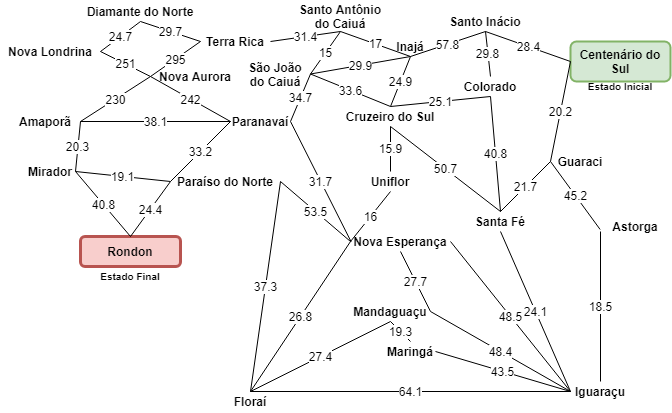 Diamante do Norte
Santo Antônio
do Caiuá
Santo Inácio
24.7
29.7
Terra Rica
31.4
15
17
Inajá
57.8
29.8
28.4
Nova Londrina
251
295
Centenário do
Sul
Estado Inicial
São João
do Caiuá
29.9
24.9
Nova Aurora
Colorado
230
242
34.7
33.6
25.1
20.2
Cruzeiro do Sul
Amaporã
38.1
Paranavaí
20.3
33.2
15.9
50.7
40.8
Guaraci
Mirador
19.1
Paraíso do Norte
31.7
Uniflor
21.7
45.2
40.8
24.4
53.5
16
Santa Fé
Astorga
Rondon
Estado Final
Nova Esperança
37.3
27.7
26.8
Mandaguaçu
48.5
24.1
18.5
19.3
27.4
Maringá
48.4
43.5
Floraí
64.1
Iguaraçu